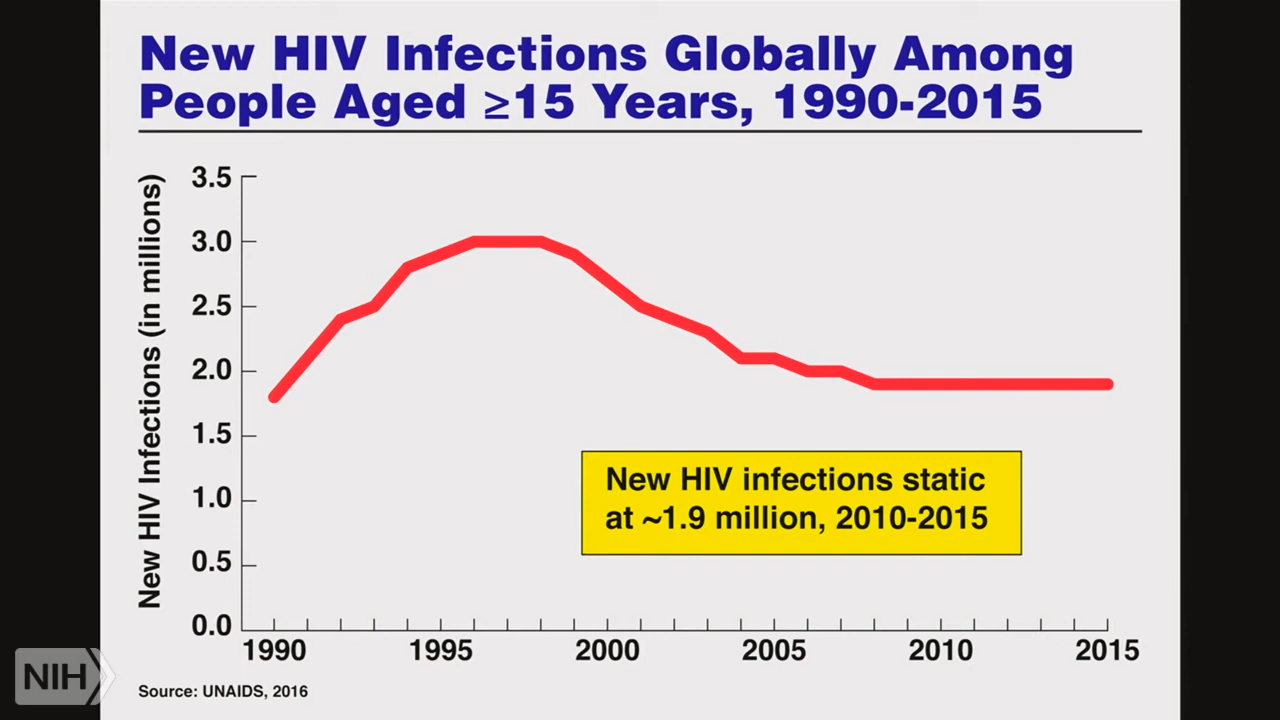 New HIV Infections Globally Among
People Aged ≥15 Years, 1990-2015
New HIV Infections (in millions)
3.5
3.0
2.5
2.0
1.5
1.0
0.5
0.0
New HIV infections static
at ~1.9 million, 2010-2015
1990 1995 2000 2005 2010 2015
NIH
Source: UNAIDS, 2016